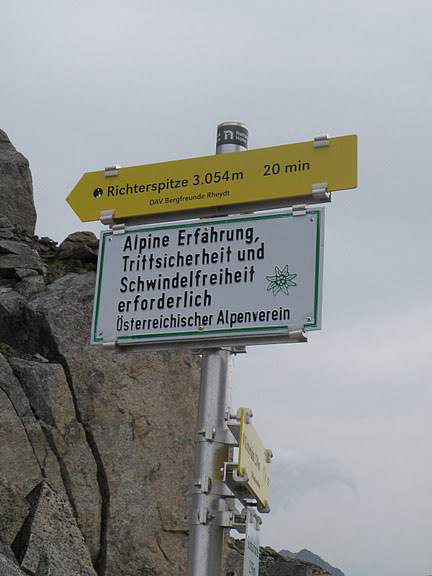 Richterspitze 3.054m 20 min
DAV Bergfreunde Rheydt
Alpine Erfahrung,
Trittsicherheit und
Schwindelfreiheit
erforderlich
Österreichischer Alpenverein